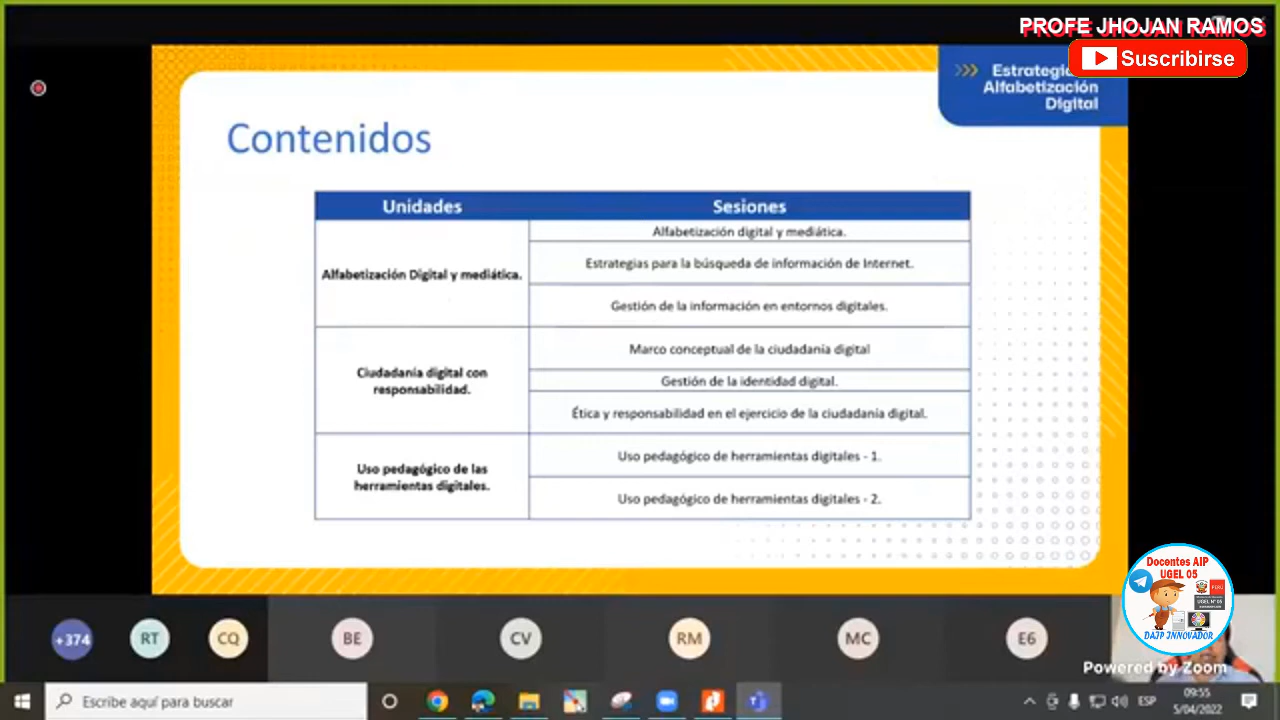 PROFE JHOJAN RAMOS
Suscribirse
Alfabetización
Digital
Contenidos
Unidades
Sesiones
Alfabetización Digital y mediática.
Alfabetización digital y mediática.
Estrategias para la búsqueda de información de Internet.
Gestión de la información en entornos digitales.
Ciudadanía digital con
responsabilidad.
Marco conceptual de la ciudadanía digital
Gestión de la identidad digital.
Ética y responsabilidad en el ejercicio de la ciudadanía digital.
Uso pedagógico de las
herramientas digitales.
Uso pedagógico de herramientas digitales - 1.
Uso pedagógico de herramientas digitales - 2.
Docentes AIP
UGEL 05
PERÚ
UGEL N° 05
DAIP INNOVADOR
+374
RT
CQ
BE
CV
RM
MC
E6
Powered by Zoom
Escribe aquí para buscar
ESP
09:55
5/04/2022